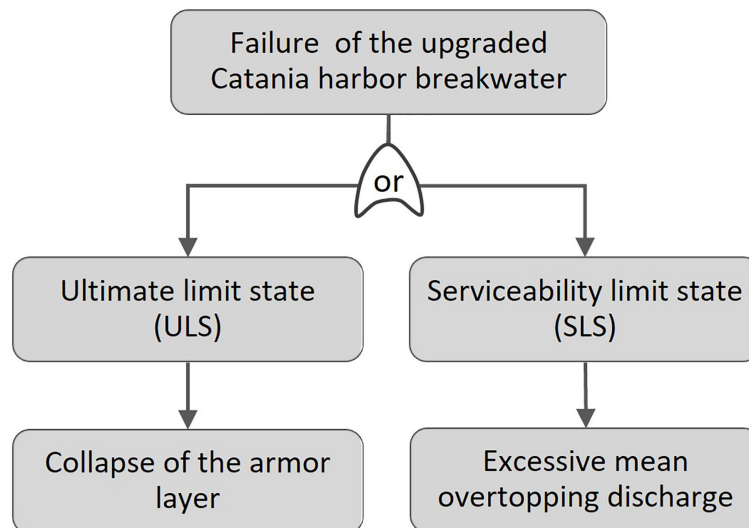 Failure of the upgraded
Catania harbor breakwater
or
Ultimate limit state
(ULS)
Serviceability limit state
(SLS)
Collapse of the armor
layer
Excessive mean
overtopping discharge